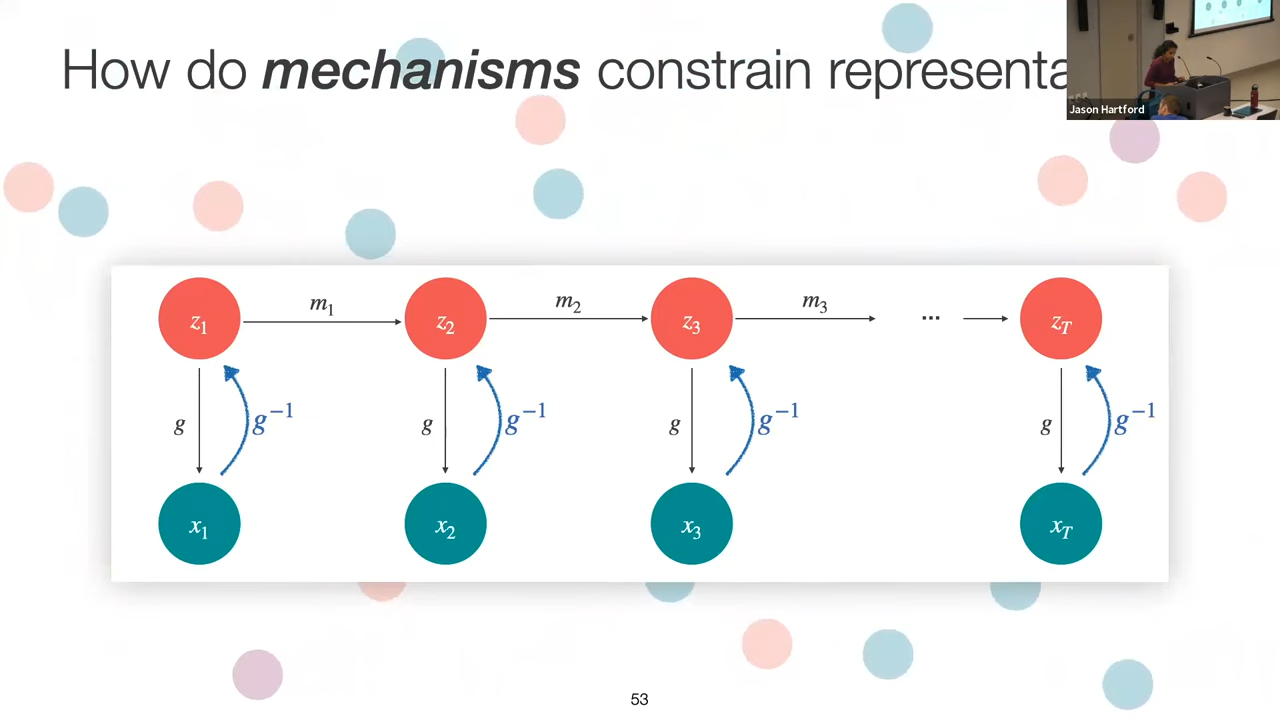 How do mechanisms constrain representa
Jason Hartford
z₁ m₁ z₂ m₂ z₃ m₃ ... z_T
g g⁻¹ g g⁻¹ g g⁻¹ g g⁻¹
x₁ x₂ x₃ x_T
53